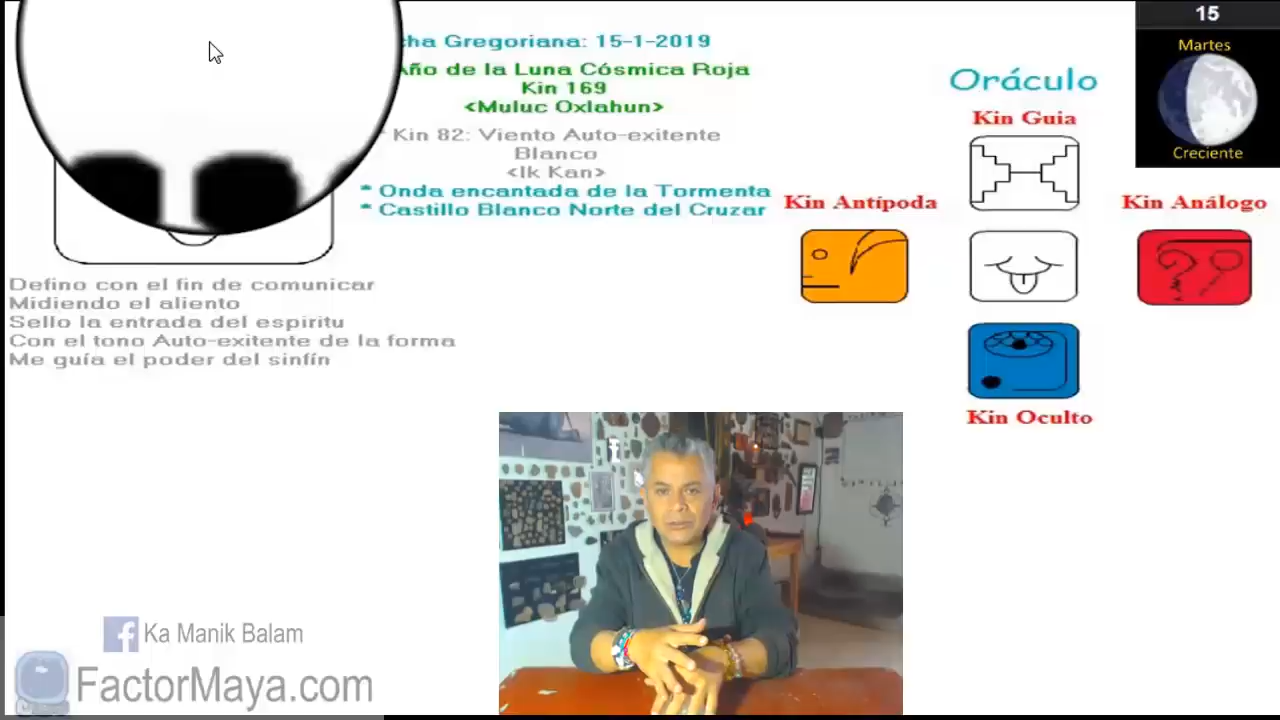 cha Gregoriana: 15-1-2019
Año de la Luna Cósmica Roja
Kin 169
<Muluc Oxlahun>
* Kin 82: Viento Auto-exitente
Blanco
<Ik Kan>
* Onda encantada de la Tormenta
* Castillo Blanco Norte del Cruzar
15
Martes
Creciente
Oráculo
Kin Guia
Kin Antípoda
Kin Análogo
Kin Oculto
Defino con el fin de comunicar
Midiendo el aliento
Sello la entrada del espiritu
Con el tono Auto-exitente de la forma
Me guía el poder del sinfín
Ka Manik Balam
FactorMaya.com